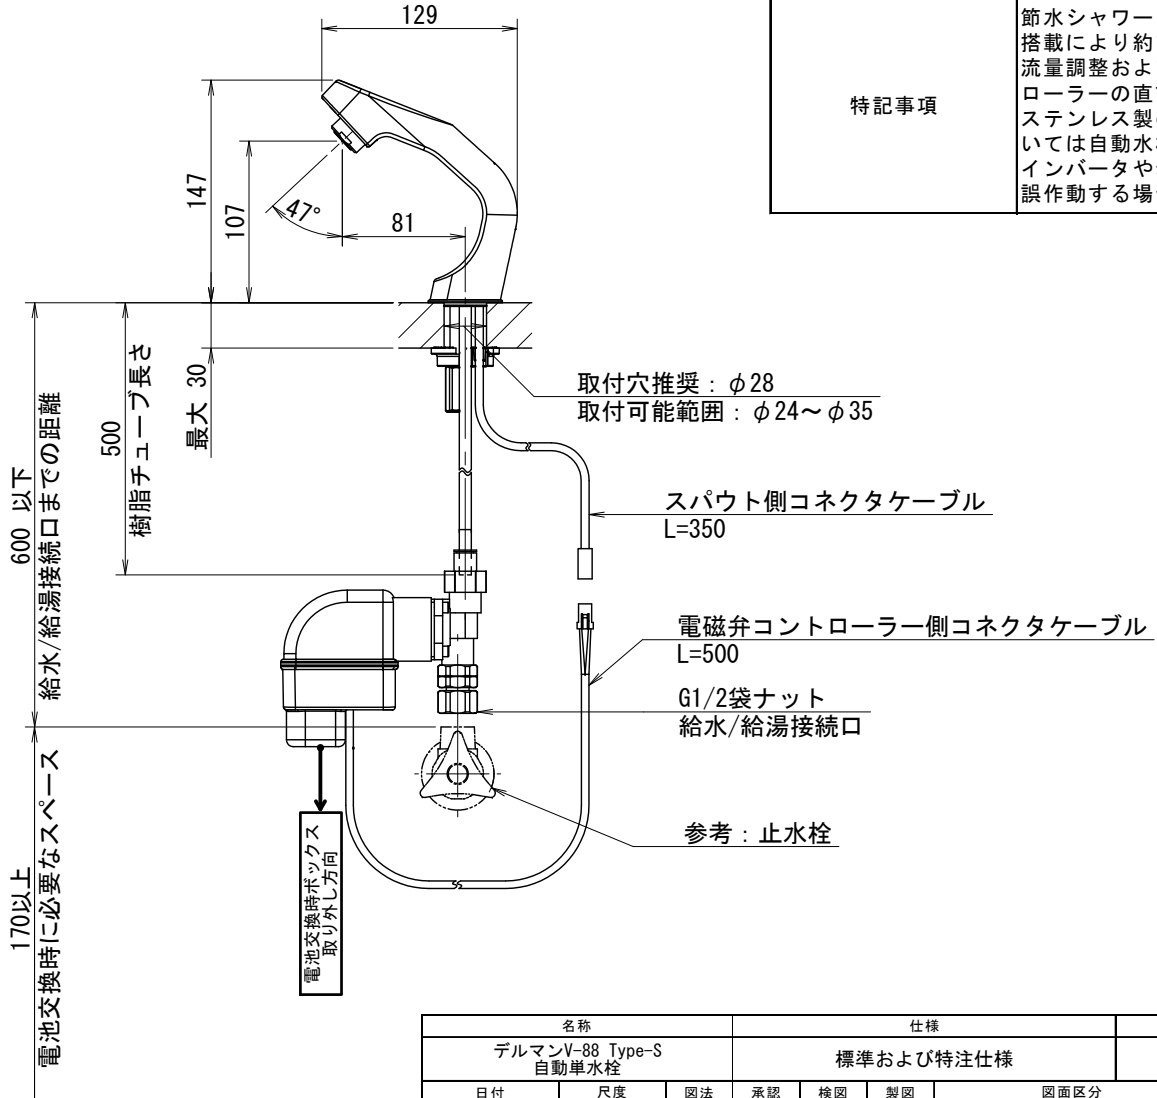 129
節水シャワー
搭載により約
流量調整およ
ローラーの直
ステンレス製
いては自動水
インバータや
誤作動する場
特記事項
147
107
47°
81
最大 30
500
樹脂チューブ長さ
600 以下
給水/給湯接続口までの距離
取付穴推奨：φ28
取付可能範囲：φ24～φ35
スパウト側コネクタケーブル
L=350
電磁弁コントローラー側コネクタケーブル
L=500
G1/2袋ナット
給水/給湯接続口
参考：止水栓
170以上
電池交換時に必要なスペース
電池交換時ボックス
取り外し方向
名称
仕様
デルマンV-88 Type-S
自動単水栓
標準および特注仕様
日付
尺度
図法
承認
検図
製図
図面区分